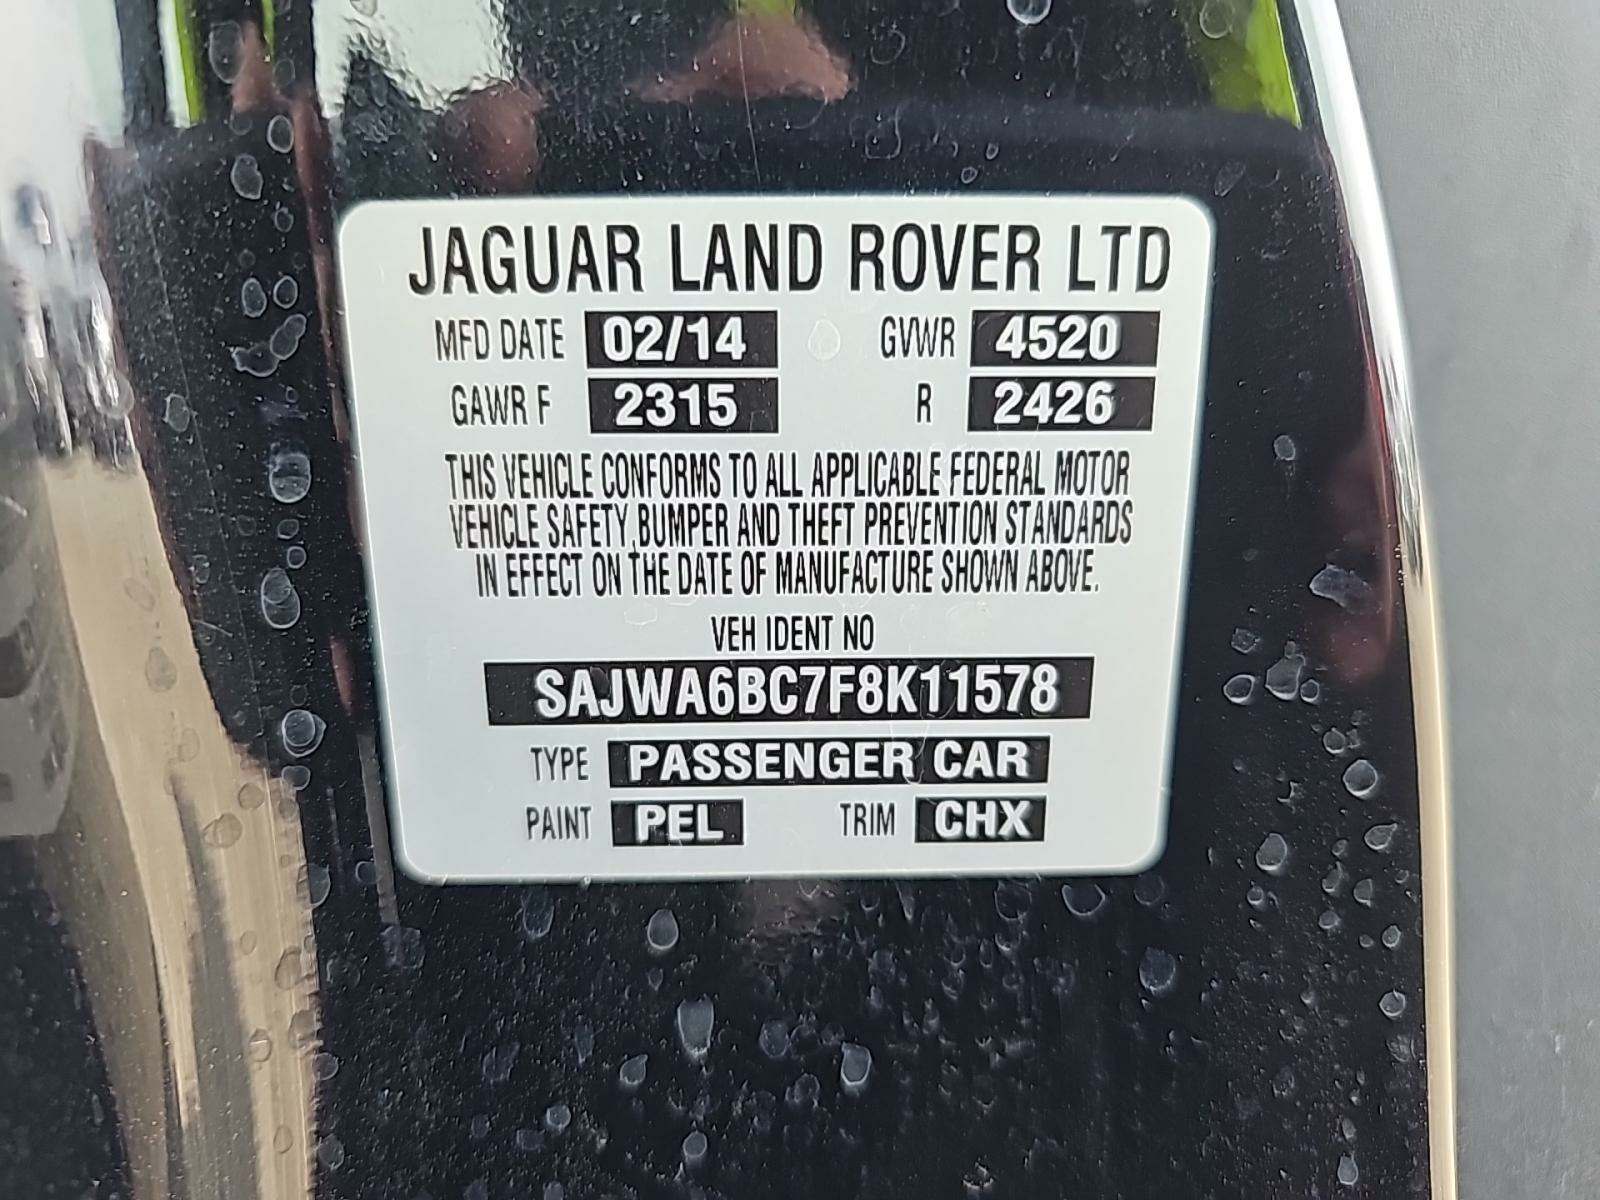 JAGUAR LAND ROVER LTD
MFD DATE 02/14 GVWR 4520
GAWR F 2315 R 2426
THIS VEHICLE CONFORMS TO ALL APPLICABLE FEDERAL MOTOR
VEHICLE SAFETY, BUMPER AND THEFT PREVENTION STANDARDS
IN EFFECT ON THE DATE OF MANUFACTURE SHOWN ABOVE.
VEH IDENT NO
SAJWA6BC7F8K11578
TYPE PASSENGER CAR
PAINT PEL TRIM CHX